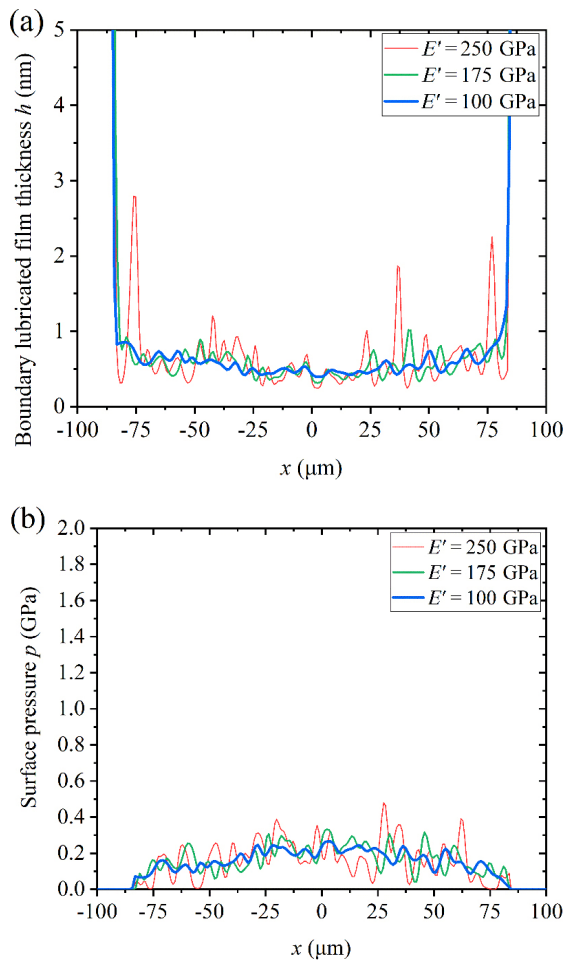 (a)
Boundary lubricated film thickness h (nm)
5
4
3
2
1
0
E′ = 250 GPa
E′ = 175 GPa
E′ = 100 GPa
-100 -75 -50 -25 0 25 50 75 100
x (μm)
(b)
Surface pressure p (GPa)
2.0
1.8
1.6
1.4
1.2
1.0
0.8
0.6
0.4
0.2
0.0
E′ = 250 GPa
E′ = 175 GPa
E′ = 100 GPa
-100 -75 -50 -25 0 25 50 75 100
x (μm)